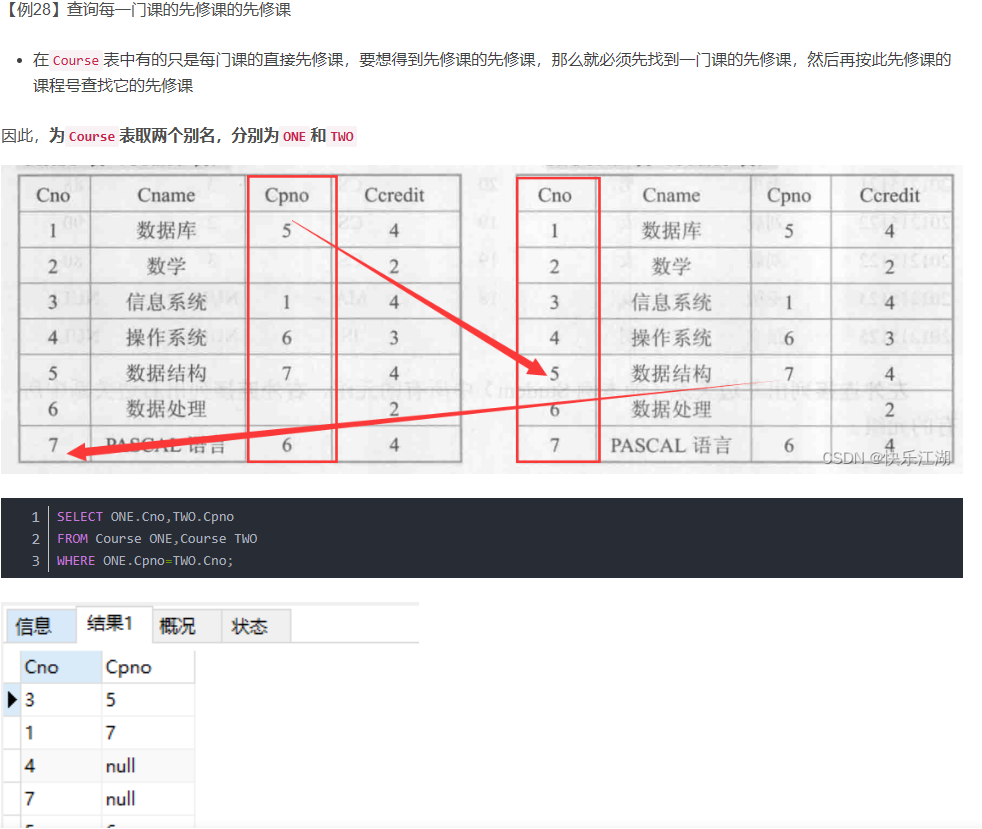 【例28】查询每一门课的先修课的先修课
在 Course 表中有的只是每门课的直接先修课，要想得到先修课的先修课，那么就必须先找到一门课的先修课，然后再按此先修课的
课程号查找它的先修课
因此，为 Course 表取两个别名，分别为 ONE 和 TWO
Cno Cname Cpno Ccredit
1 数据库 5 4
2 数学 2
3 信息系统 1 4
4 操作系统 6 3
5 数据结构 7 4
6 数据处理 2
7 PASCAL 语言 6 4
Cno Cname Cpno Ccredit
1 数据库 5 4
2 数学 2
3 信息系统 1 4
4 操作系统 6 3
5 数据结构 7 4
6 数据处理 2
7 PASCAL 语言 6 4
CSDN @快乐江湖
1 SELECT ONE.Cno,TWO.Cpno
2 FROM Course ONE,Course TWO
3 WHERE ONE.Cpno=TWO.Cno;
信息 结果1 概况 状态
Cno Cpno
3 5
1 7
4 null
7 null